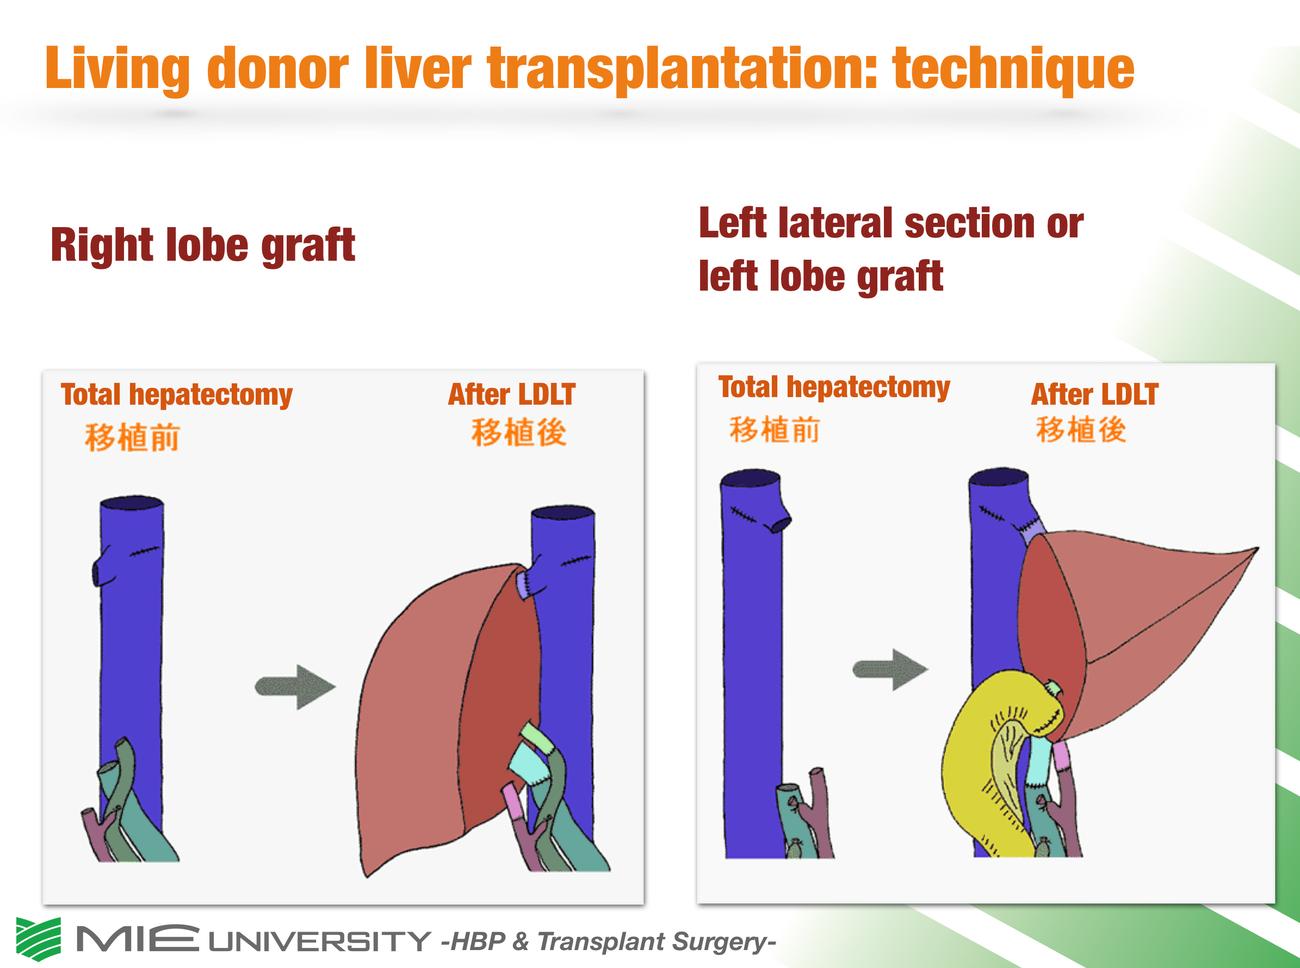 Living donor liver transplantation: technique
Right lobe graft
Left lateral section or
left lobe graft
Total hepatectomy
移植前
After LDLT
移植後
Total hepatectomy
移植前
After LDLT
移植後
MIE UNIVERSITY -HBP & Transplant Surgery-